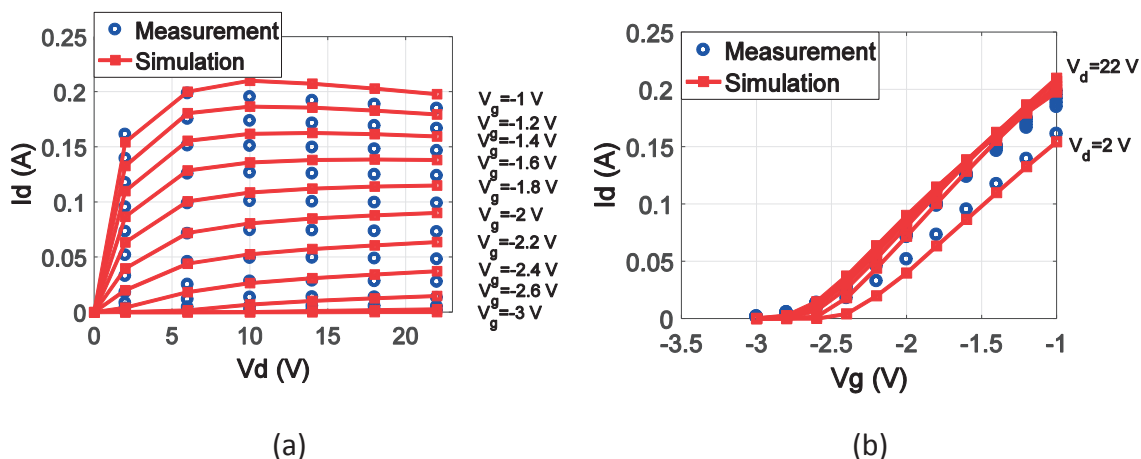 Measurement
Simulation
0.25
0.2
0.15
0.1
0.05
0
0
5
10
15
20
Id (A)
Vd (V)
Vg=-1 V
Vg=-1.2 V
Vg=-1.4 V
Vg=-1.6 V
Vg=-1.8 V
Vg=-2 V
Vg=-2.2 V
Vg=-2.4 V
Vg=-2.6 V
Vg=-3 V
(a)
Measurement
Simulation
0.25
0.2
0.15
0.1
0.05
0
-3.5
-3
-2.5
-2
-1.5
-1
Id (A)
Vg (V)
Vd=22 V
Vd=2 V
(b)